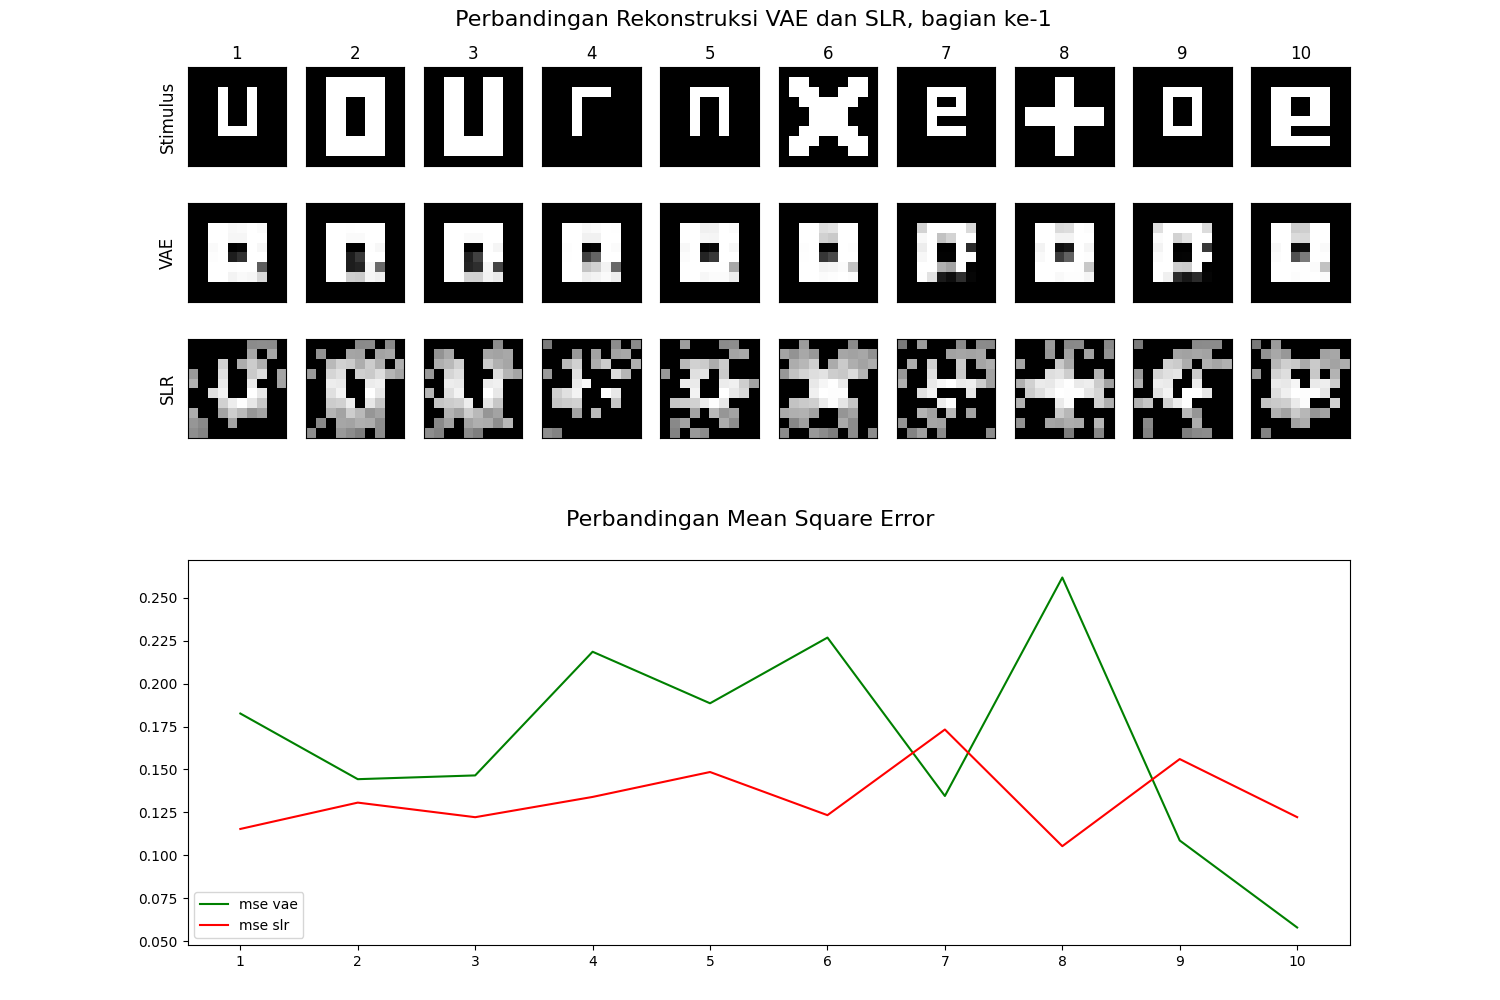 Perbandingan Rekonstruksi VAE dan SLR, bagian ke-1
1 2 3 4 5 6 7 8 9 10
Stimulus
u o u r n x e + o e
VAE
SLR
Perbandingan Mean Square Error
0.250
0.225
0.200
0.175
0.150
0.125
0.100
0.075
0.050
mse vae
mse slr
1 2 3 4 5 6 7 8 9 10